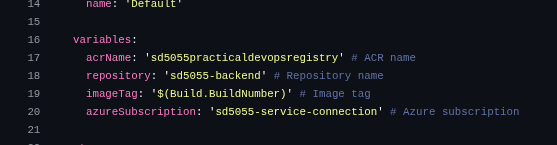 14 name: 'Default'
15
16 variables:
17 acrName: 'sd5055practicaldevopsregistry' # ACR name
18 repository: 'sd5055-backend' # Repository name
19 imageTag: '$(Build.BuildNumber)' # Image tag
20 azureSubscription: 'sd5055-service-connection' # Azure subscription
21